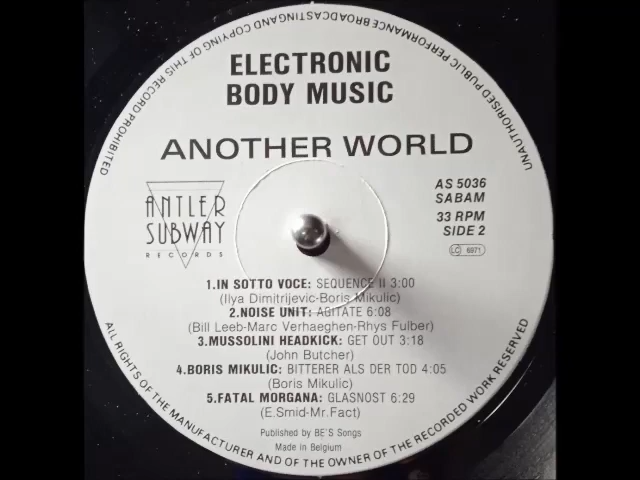 UNAUTHORISED PUBLIC PERFORMANCE BROADCASTING AND COPYING OF THIS RECORD PROHIBITED
ELECTRONIC
BODY MUSIC
ANOTHER WORLD
ANTLER
SUBWAY
RECORDS
AS 5036
SABAM
33 RPM
SIDE 2
LC 6971
1.IN SOTTO VOCE: SEQUENCE II 3:00
(Ilya Dimitrijevic-Boris Mikulic)
2.NOISE UNIT: AGITATE 6:08
(Bill Leeb-Marc Verhaeghen-Rhys Fulber)
3.MUSSOLINI HEADKICK: GET OUT 3:18
(John Butcher)
4.BORIS MIKULIC: BITTERER ALS DER TOD 4:05
(Boris Mikulic)
5.FATAL MORGANA: GLASNOST 6:29
(E.Smid-Mr.Fact)
Published by BE'S Songs
Made in Belgium
ALL RIGHTS OF THE MANUFACTURER AND OF THE OWNER OF THE RECORDED WORK RESERVED